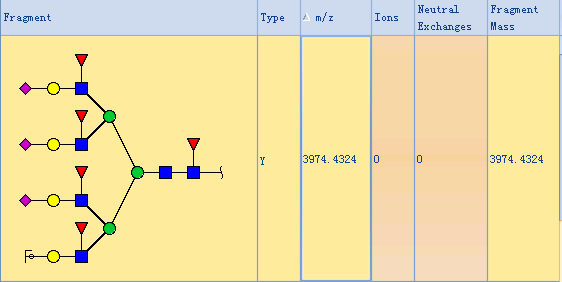 Fragment Type △ m/z Ions Neutral Exchanges Fragment Mass
Y 3974.4324 0 0 3974.4324